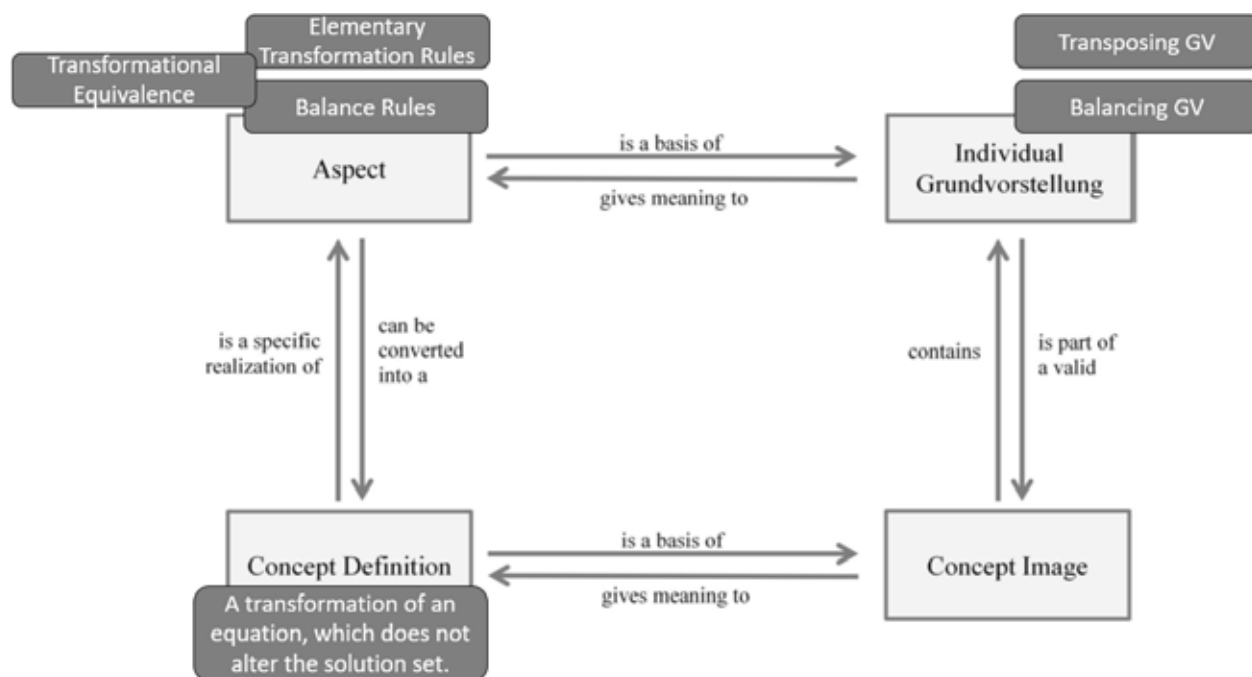 Elementary
Transformation Rules
Transformational
Equivalence
Balance Rules
Aspect
Transposing GV
Balancing GV
Individual
Grundvorstellung
is a basis of
gives meaning to
is a specific
realization of
can be
converted
into a
contains
is part of
a valid
Concept Definition
A transformation of an
equation, which does not
alter the solution set.
is a basis of
gives meaning to
Concept Image